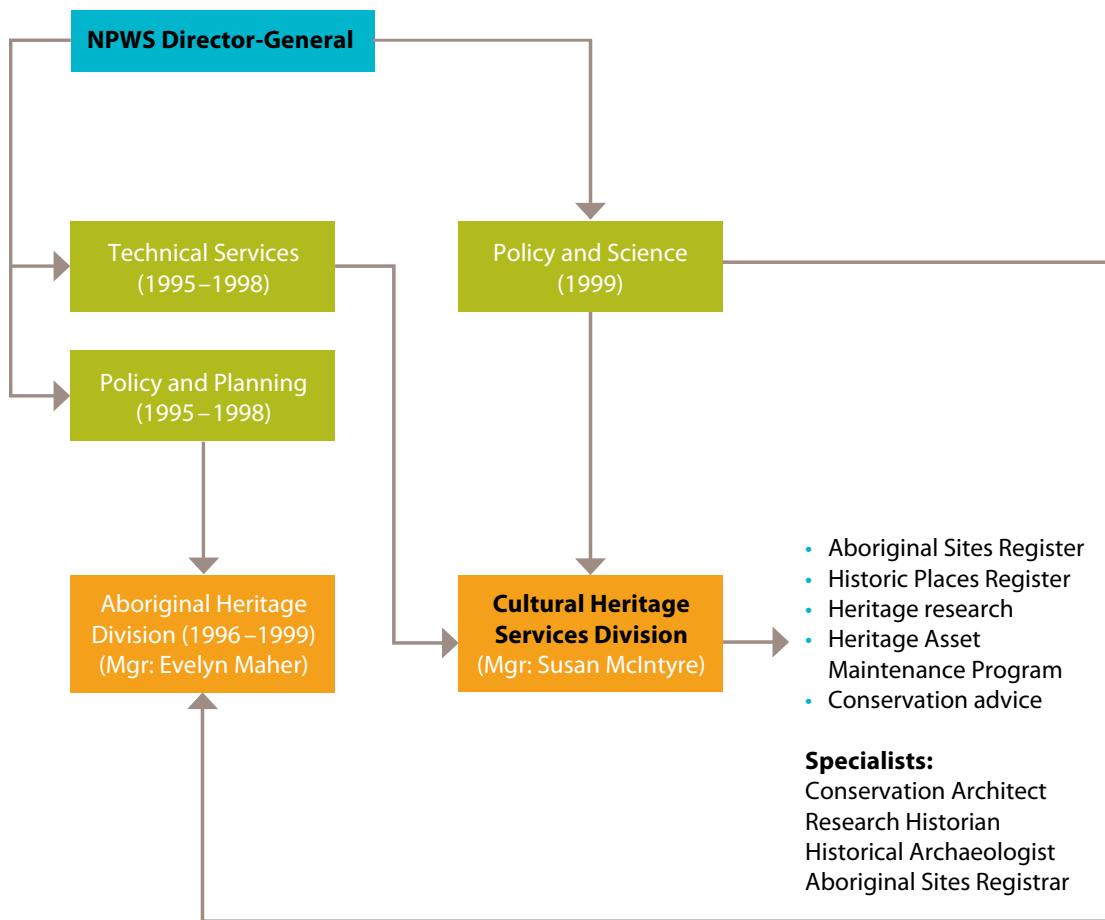 NPWS Director-General
Technical Services
(1995–1998)
Policy and Science
(1999)
Policy and Planning
(1995–1998)
Aboriginal Heritage
Division (1996–1999)
(Mgr: Evelyn Maher)
Cultural Heritage
Services Division
(Mgr: Susan McIntyre)
• Aboriginal Sites Register
• Historic Places Register
• Heritage research
• Heritage Asset
Maintenance Program
• Conservation advice
Specialists:
Conservation Architect
Research Historian
Historical Archaeologist
Aboriginal Sites Registrar